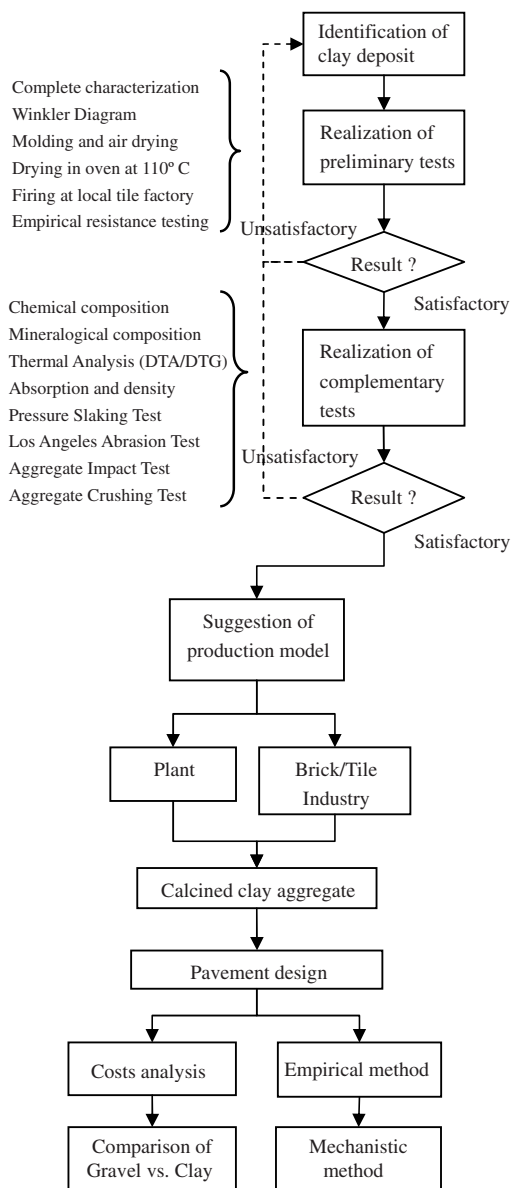 Identification of
clay deposit
Complete characterization
Winkler Diagram
Molding and air drying
Drying in oven at 110º C
Firing at local tile factory
Empirical resistance testing
Realization of
preliminary tests
Unsatisfactory
Result ?
Satisfactory
Chemical composition
Mineralogical composition
Thermal Analysis (DTA/DTG)
Absorption and density
Pressure Slaking Test
Los Angeles Abrasion Test
Aggregate Impact Test
Aggregate Crushing Test
Realization of
complementary
tests
Unsatisfactory
Result ?
Satisfactory
Suggestion of
production model
Plant
Brick/Tile
Industry
Calcined clay aggregate
Pavement design
Costs analysis
Empirical method
Comparison of
Gravel vs. Clay
Mechanistic
method